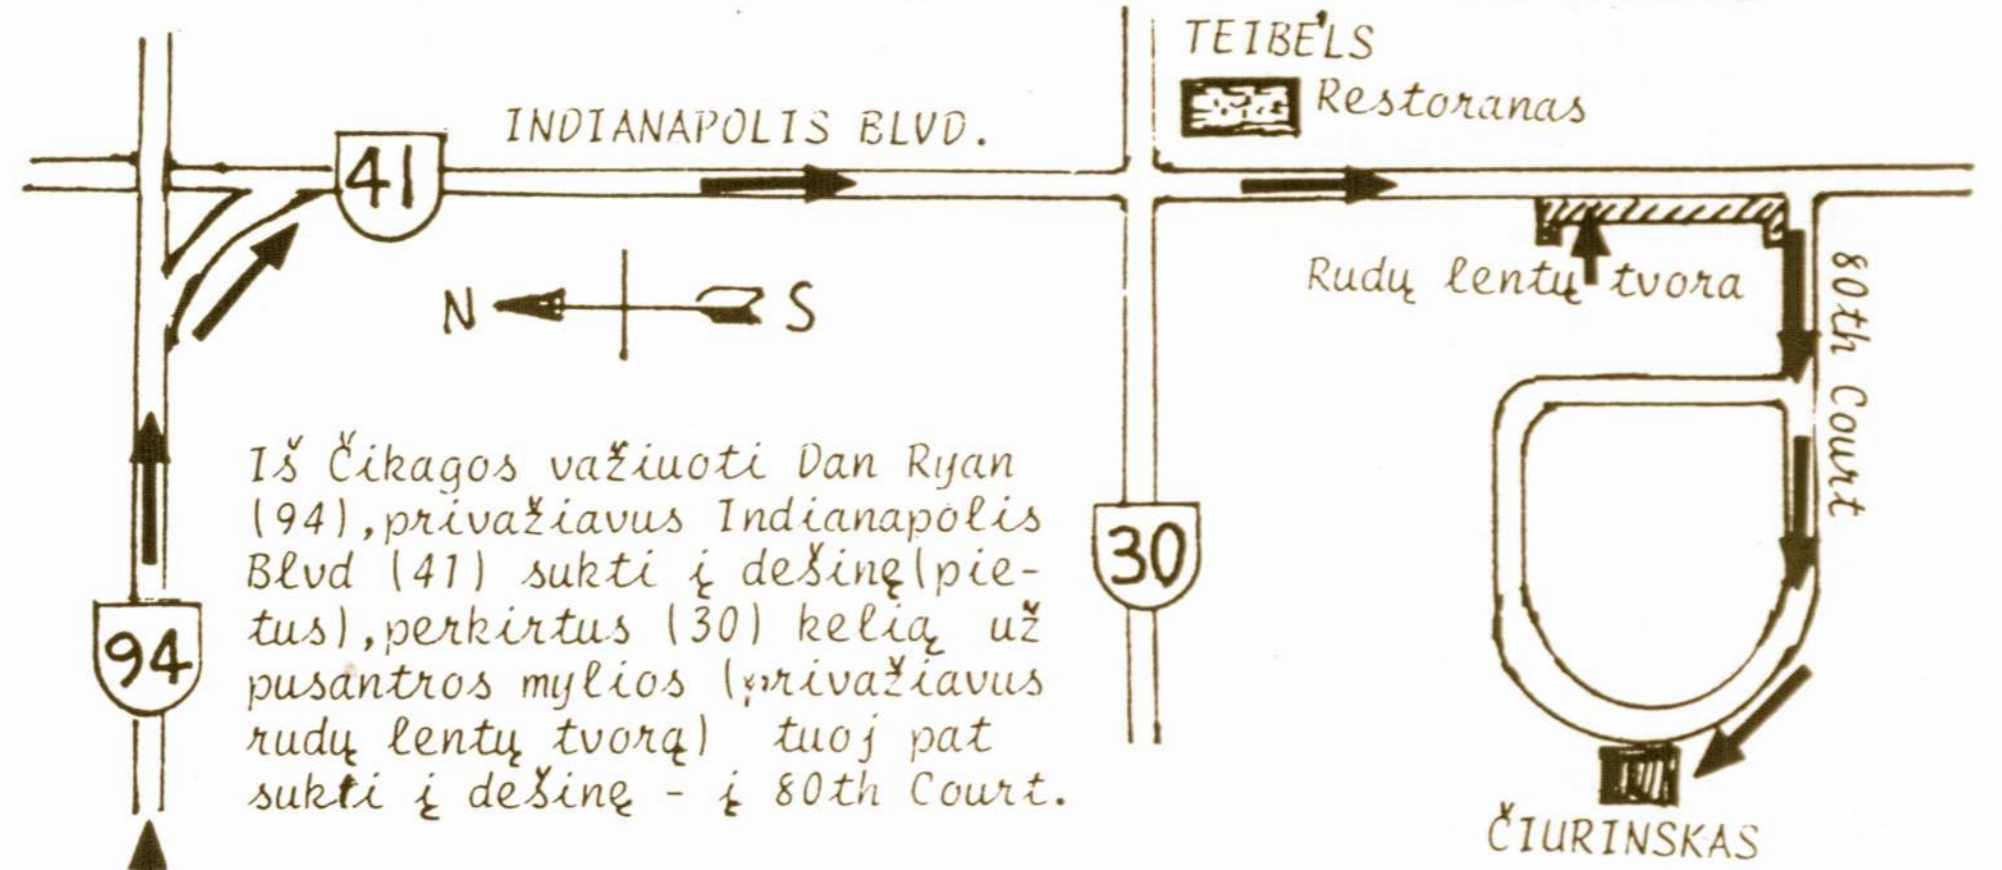 TEIBEL'S
Restoranas
INDIANAPOLIS BLVD.
41
N S
Rudų lentų tvora
80th Court
Iš Čikagos važiuoti Dan Ryan
(94), privažiavus Indianapolis
Blvd (41) sukti į dešinę (pie-
tus), perkirtus (30) kelią už
pusantros mylios (privažiavus
rudų lentų tvorą) tuoj pat
sukti į dešinę - į 80th Court.
30
94
ČIURINSKAS